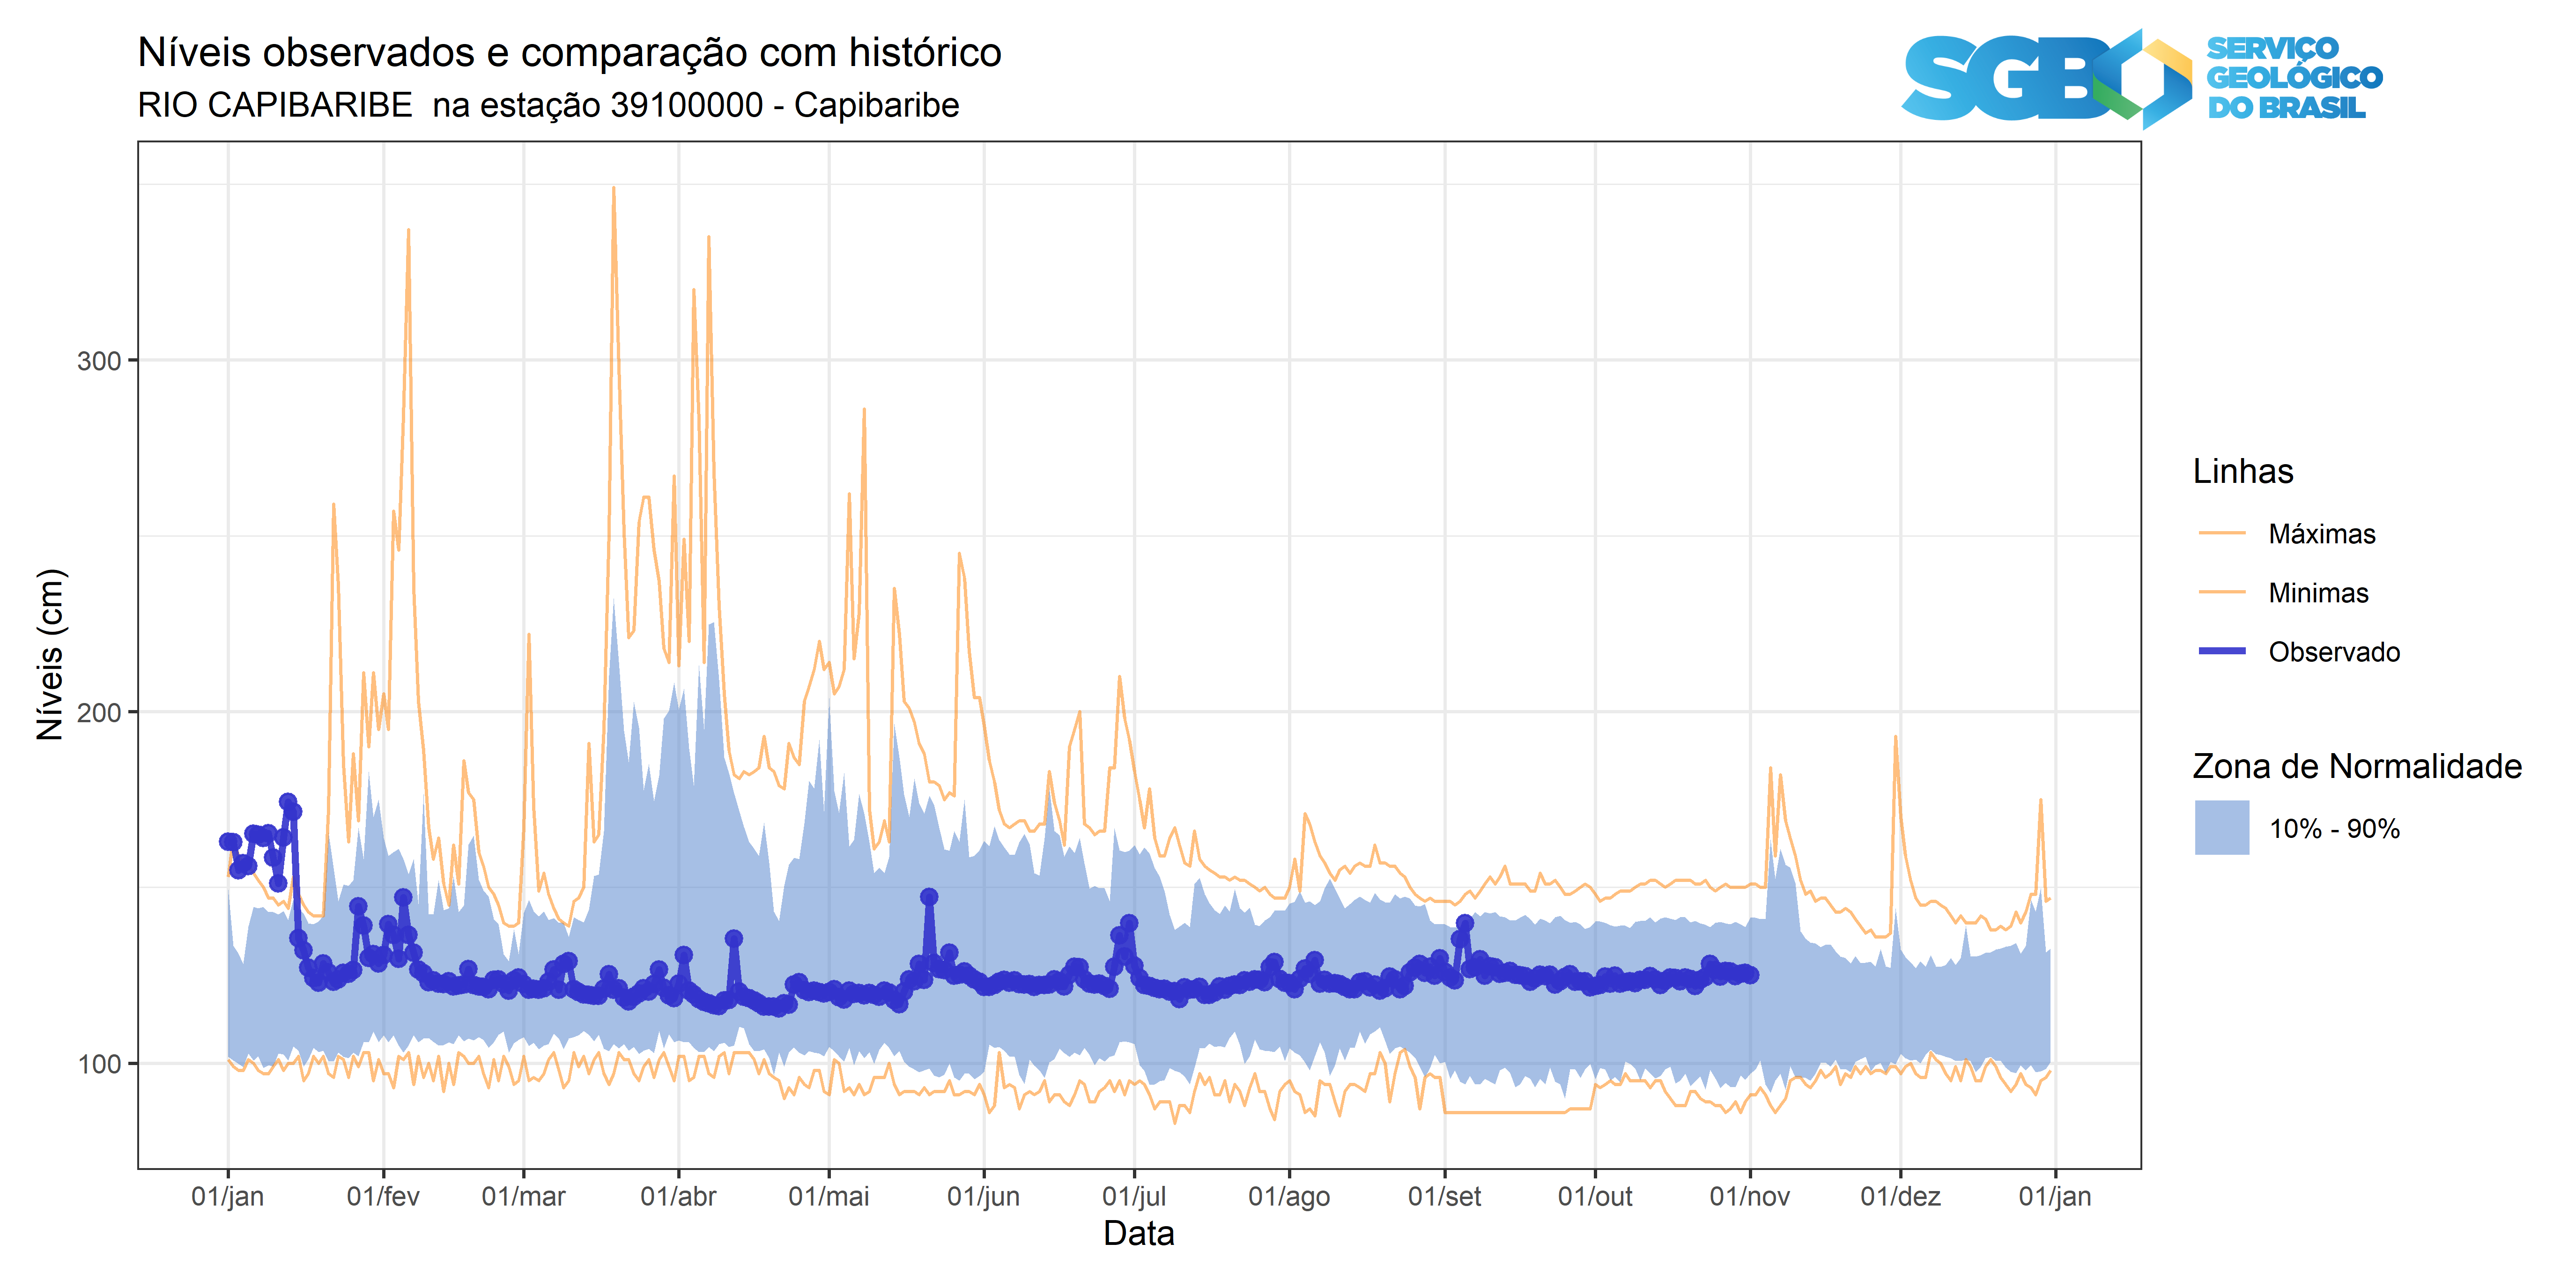 Níveis observados e comparação com histórico
RIO CAPIBARIBE  na estação 39100000 - Capibaribe
SGB
SERVIÇO
GEOLÓGICO
DO BRASIL
Níveis (cm)
300
200
100
01/jan 01/fev 01/mar 01/abr 01/mai 01/jun 01/jul 01/ago 01/set 01/out 01/nov 01/dez 01/jan
Data
Linhas
Máximas
Minimas
Observado
Zona de Normalidade
10% - 90%